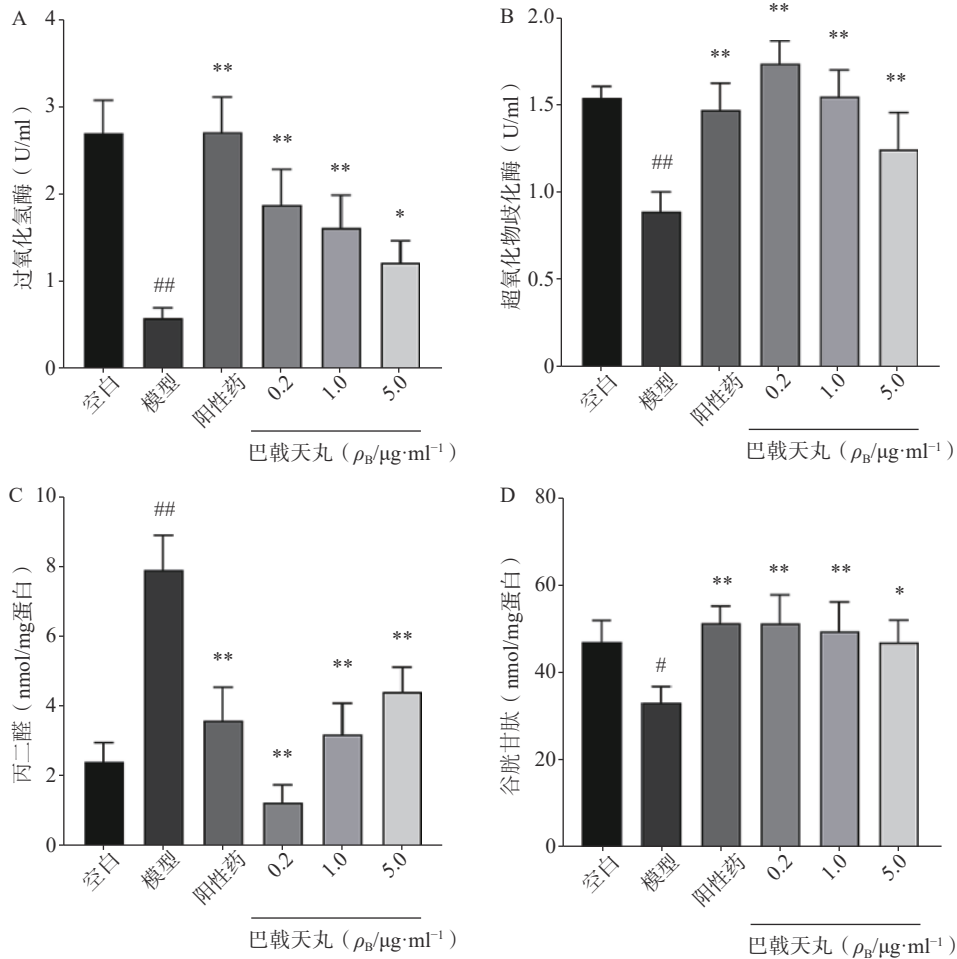 A
过氧化氢酶（U/ml）
4
3
2
1
0
##
**
**
**
*
空白
模型
阳性药
0.2
1.0
5.0
巴戟天丸（ρB/μg·ml⁻¹）
B
超氧化物歧化酶（U/ml）
2.0
1.5
1.0
0.5
0
##
**
**
**
**
空白
模型
阳性药
0.2
1.0
5.0
巴戟天丸（ρB/μg·ml⁻¹）
C
丙二醛（nmol/mg蛋白）
10
8
6
4
2
0
##
**
**
**
**
空白
模型
阳性药
0.2
1.0
5.0
巴戟天丸（ρB/μg·ml⁻¹）
D
谷胱甘肽（nmol/mg蛋白）
80
60
40
20
0
#
**
**
**
*
空白
模型
阳性药
0.2
1.0
5.0
巴戟天丸（ρB/μg·ml⁻¹）